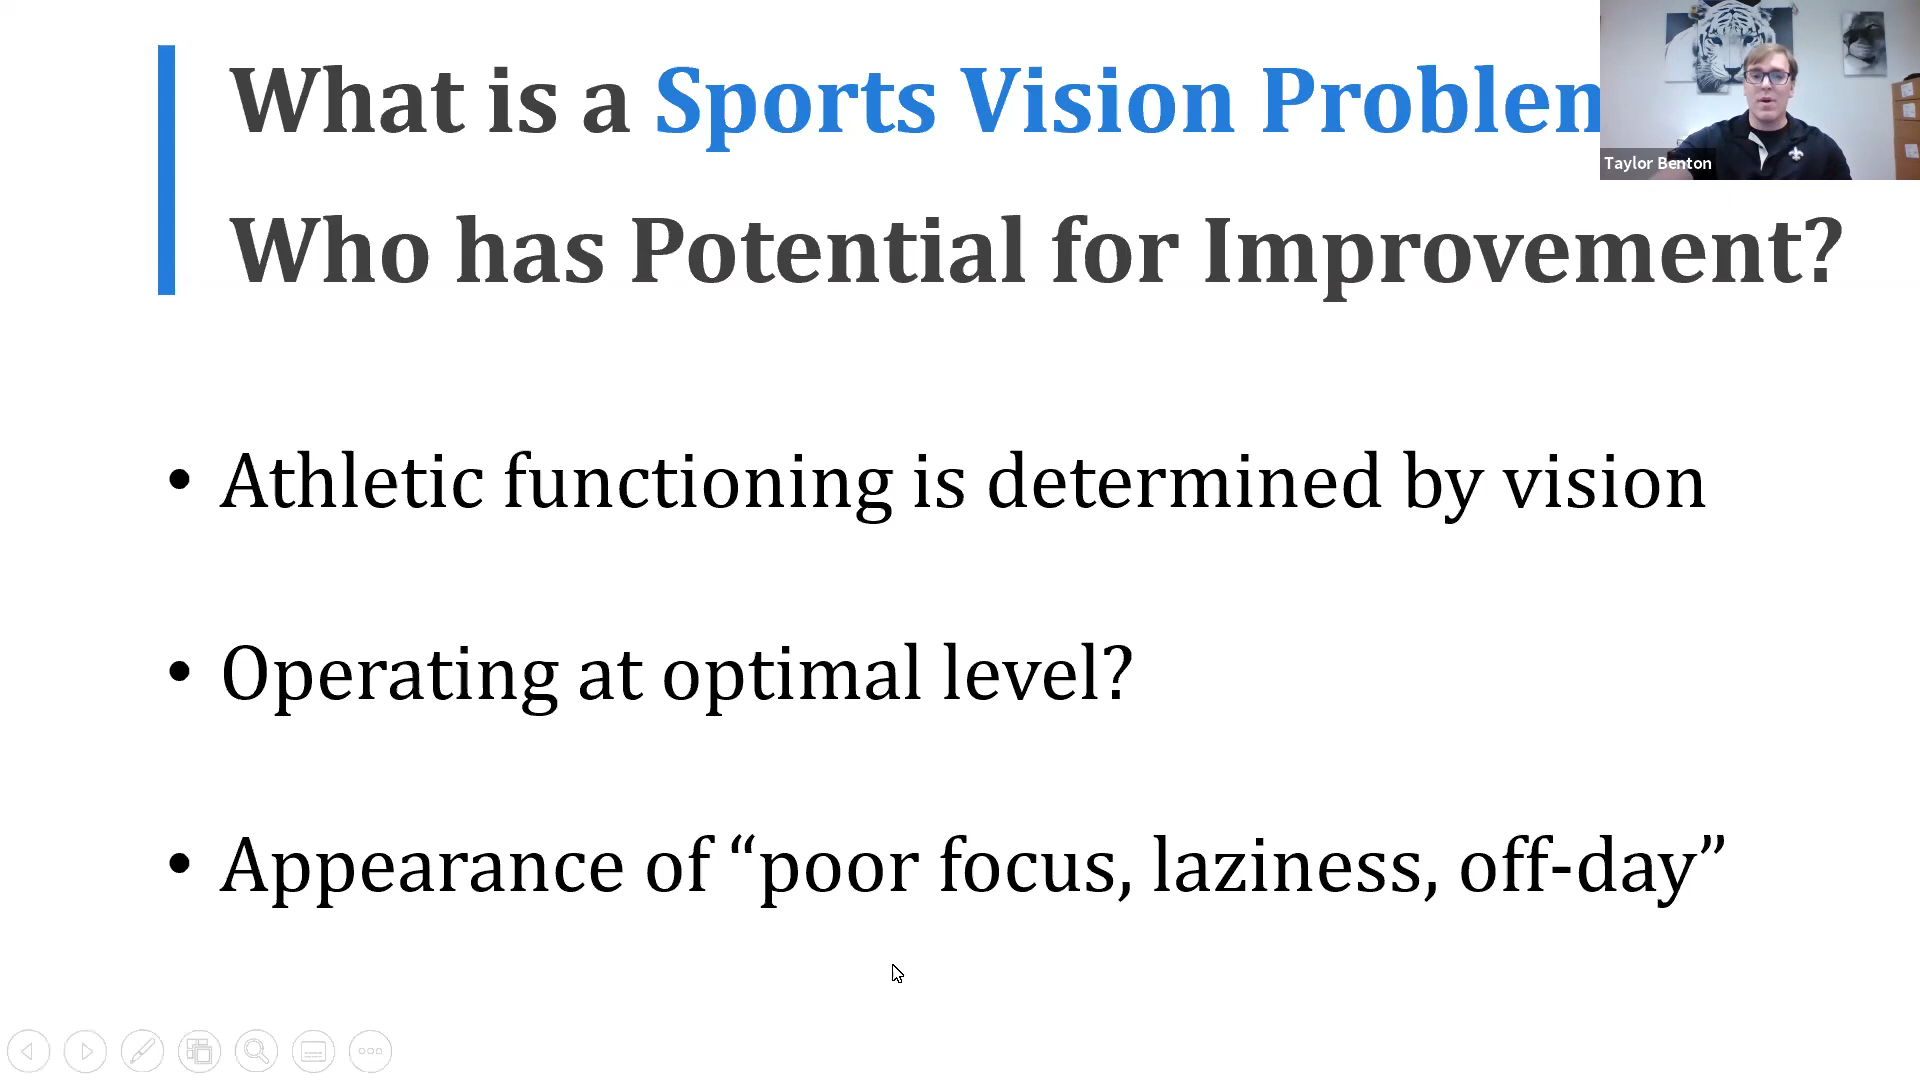 What is a Sports Vision Problem
Taylor Benton
Who has Potential for Improvement?
• Athletic functioning is determined by vision
• Operating at optimal level?
• Appearance of “poor focus, laziness, off-day”